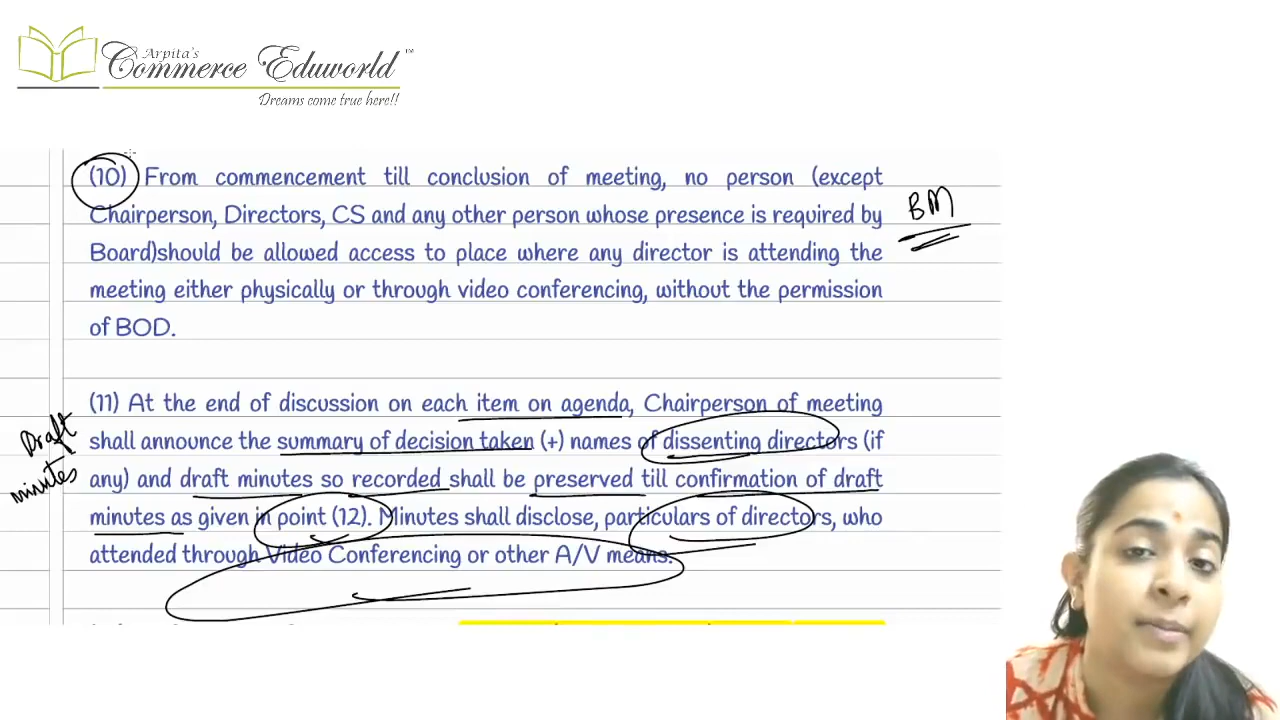 Arpita's
Commerce Eduworld™
Dreams come true here!!
(10) From commencement till conclusion of meeting, no person (except
Chairperson, Directors, CS and any other person whose presence is required by
Board)should be allowed access to place where any director is attending the
meeting either physically or through video conferencing, without the permission
of BOD.
BM
(11) At the end of discussion on each item on agenda, Chairperson of meeting
shall announce the summary of decision taken (+) names of dissenting directors (if
any) and draft minutes so recorded shall be preserved till confirmation of draft
minutes as given in point (12). Minutes shall disclose, particulars of directors, who
attended through Video Conferencing or other A/V means.
Draft
minutes